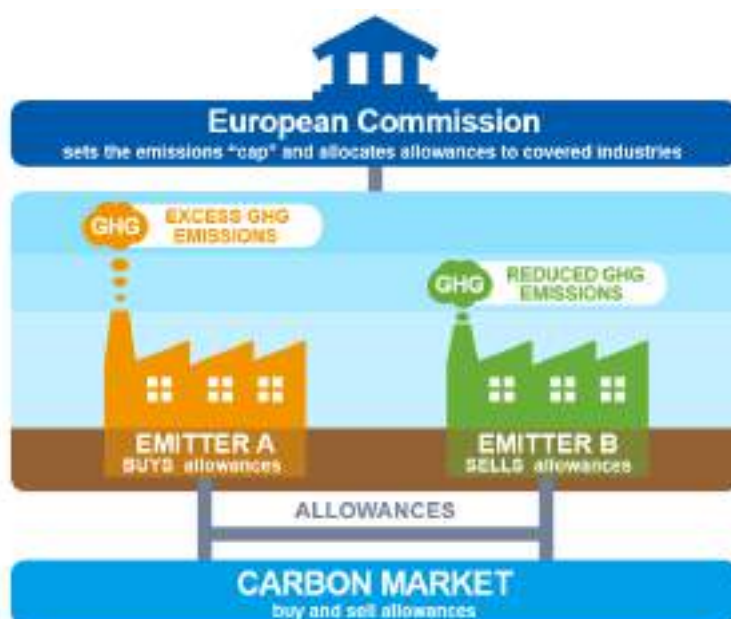 European Commission
sets the emissions "cap" and allocates allowances to covered industries
GHG
EXCESS GHG
EMISSIONS
GHG
REDUCED GHG
EMISSIONS
EMITTER A
BUYS allowances
EMITTER B
SELLS allowances
ALLOWANCES
CARBON MARKET
buy and sell allowances